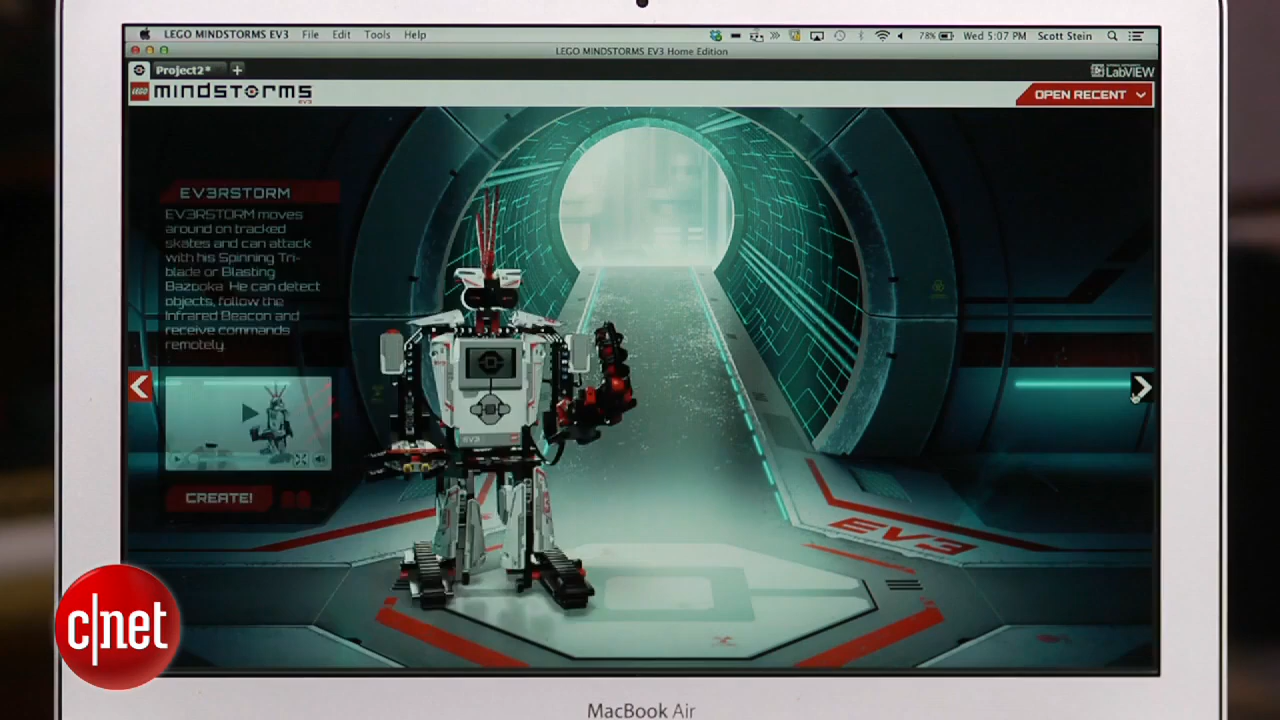 LEGO MINDSTORMS EV3 File Edit Tools Help 78% Wed 5:07 PM Scott Stein
LEGO MINDSTORMS EV3 Home Edition
Project2* +
LabVIEW
LEGO mindstorms EV3
OPEN RECENT
EV3RSTORM
EV3RSTORM moves
around on tracked
skates and can attack
with his Spinning Tri-
blade or Blasting
Bazooka. He can detect
objects, follow the
Infrared Beacon and
receive commands
remotely.
EV3
CREATE!
EV3
c|net
MacBook Air